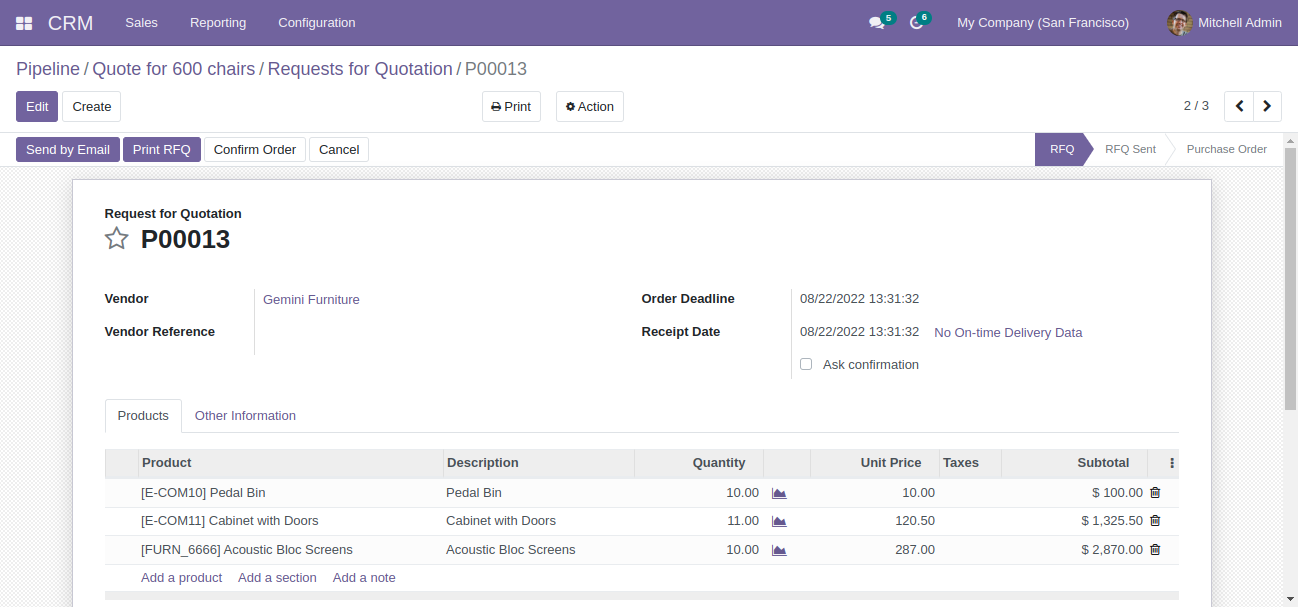 CRM Sales Reporting Configuration 5 6 My Company (San Francisco) Mitchell Admin
Pipeline / Quote for 600 chairs / Requests for Quotation / P00013
Edit Create Print Action 2 / 3
Send by Email Print RFQ Confirm Order Cancel RFQ RFQ Sent Purchase Order
Request for Quotation
P00013
Vendor Gemini Furniture Order Deadline 08/22/2022 13:31:32
Vendor Reference Receipt Date 08/22/2022 13:31:32 No On-time Delivery Data
Ask confirmation
Products Other Information
Product Description Quantity Unit Price Taxes Subtotal
[E-COM10] Pedal Bin Pedal Bin 10.00 10.00 $ 100.00
[E-COM11] Cabinet with Doors Cabinet with Doors 11.00 120.50 $ 1,325.50
[FURN_6666] Acoustic Bloc Screens Acoustic Bloc Screens 10.00 287.00 $ 2,870.00
Add a product Add a section Add a note